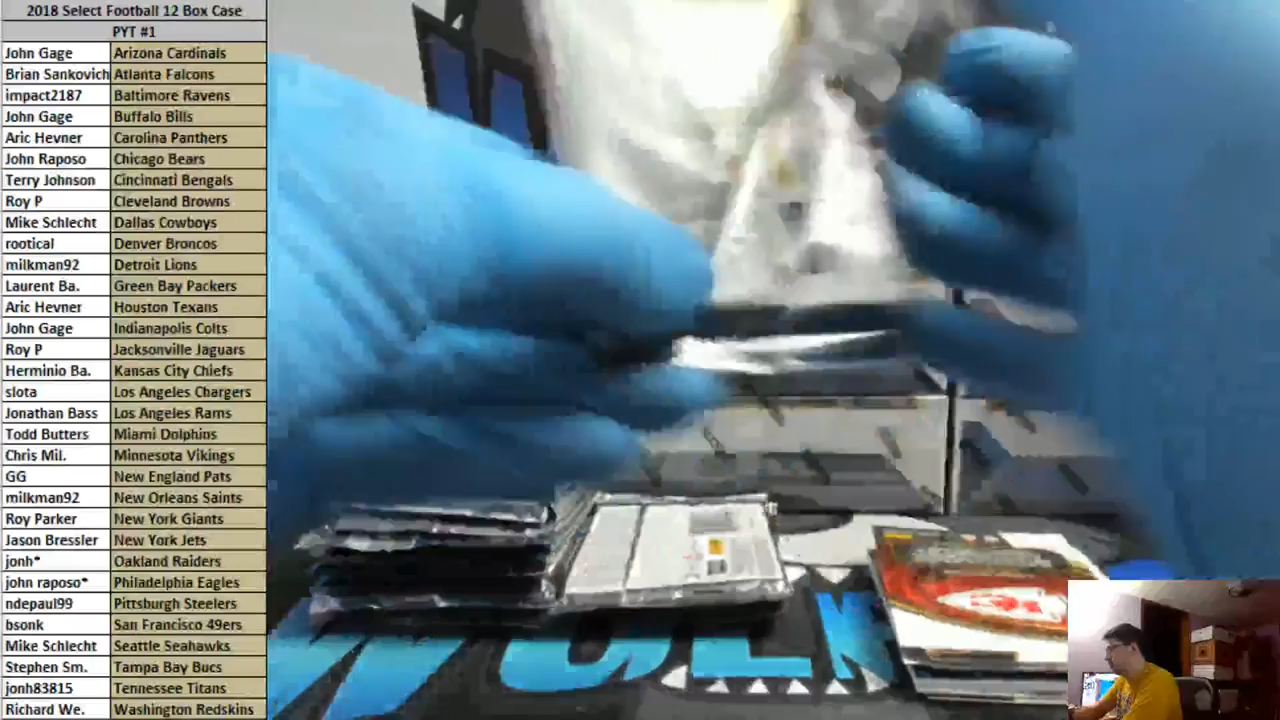 2018 Select Football 12 Box Case
PYT #1
John Gage Arizona Cardinals
Brian Sankovich Atlanta Falcons
impact2187 Baltimore Ravens
John Gage Buffalo Bills
Aric Hevner Carolina Panthers
John Raposo Chicago Bears
Terry Johnson Cincinnati Bengals
Roy P Cleveland Browns
Mike Schlecht Dallas Cowboys
rootical Denver Broncos
milkman92 Detroit Lions
Laurent Ba. Green Bay Packers
Aric Hevner Houston Texans
John Gage Indianapolis Colts
Roy P Jacksonville Jaguars
Herminio Ba. Kansas City Chiefs
slota Los Angeles Chargers
Jonathan Bass Los Angeles Rams
Todd Butters Miami Dolphins
Chris Mil. Minnesota Vikings
GG New England Pats
milkman92 New Orleans Saints
Roy Parker New York Giants
Jason Bressler New York Jets
jonh* Oakland Raiders
john raposo* Philadelphia Eagles
ndepaul99 Pittsburgh Steelers
bsonk San Francisco 49ers
Mike Schlecht Seattle Seahawks
Stephen Sm. Tampa Bay Bucs
jonh83815 Tennessee Titans
Richard We. Washington Redskins